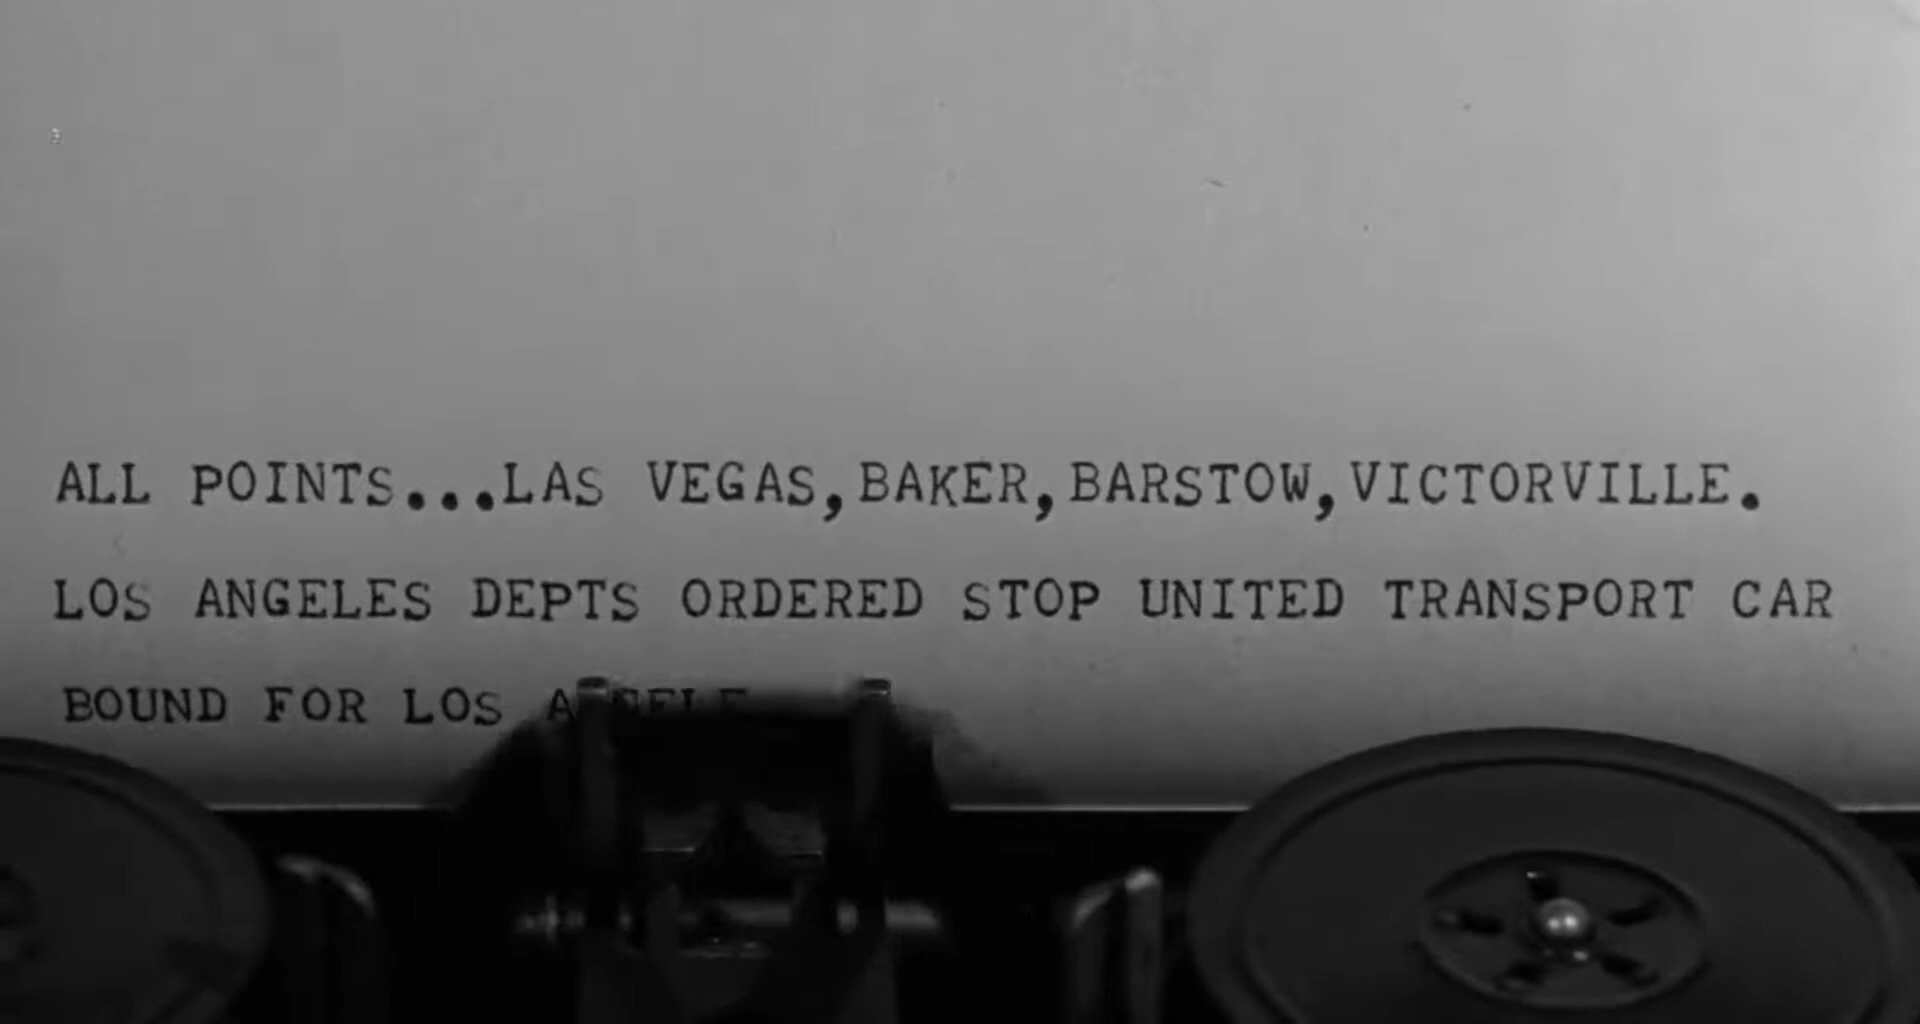 ALL POINTS...LAS VEGAS,BAKER,BARSTOW,VICTORVILLE.
LOS ANGELES DEPTS ORDERED STOP UNITED TRANSPORT CAR
BOUND FOR LOS